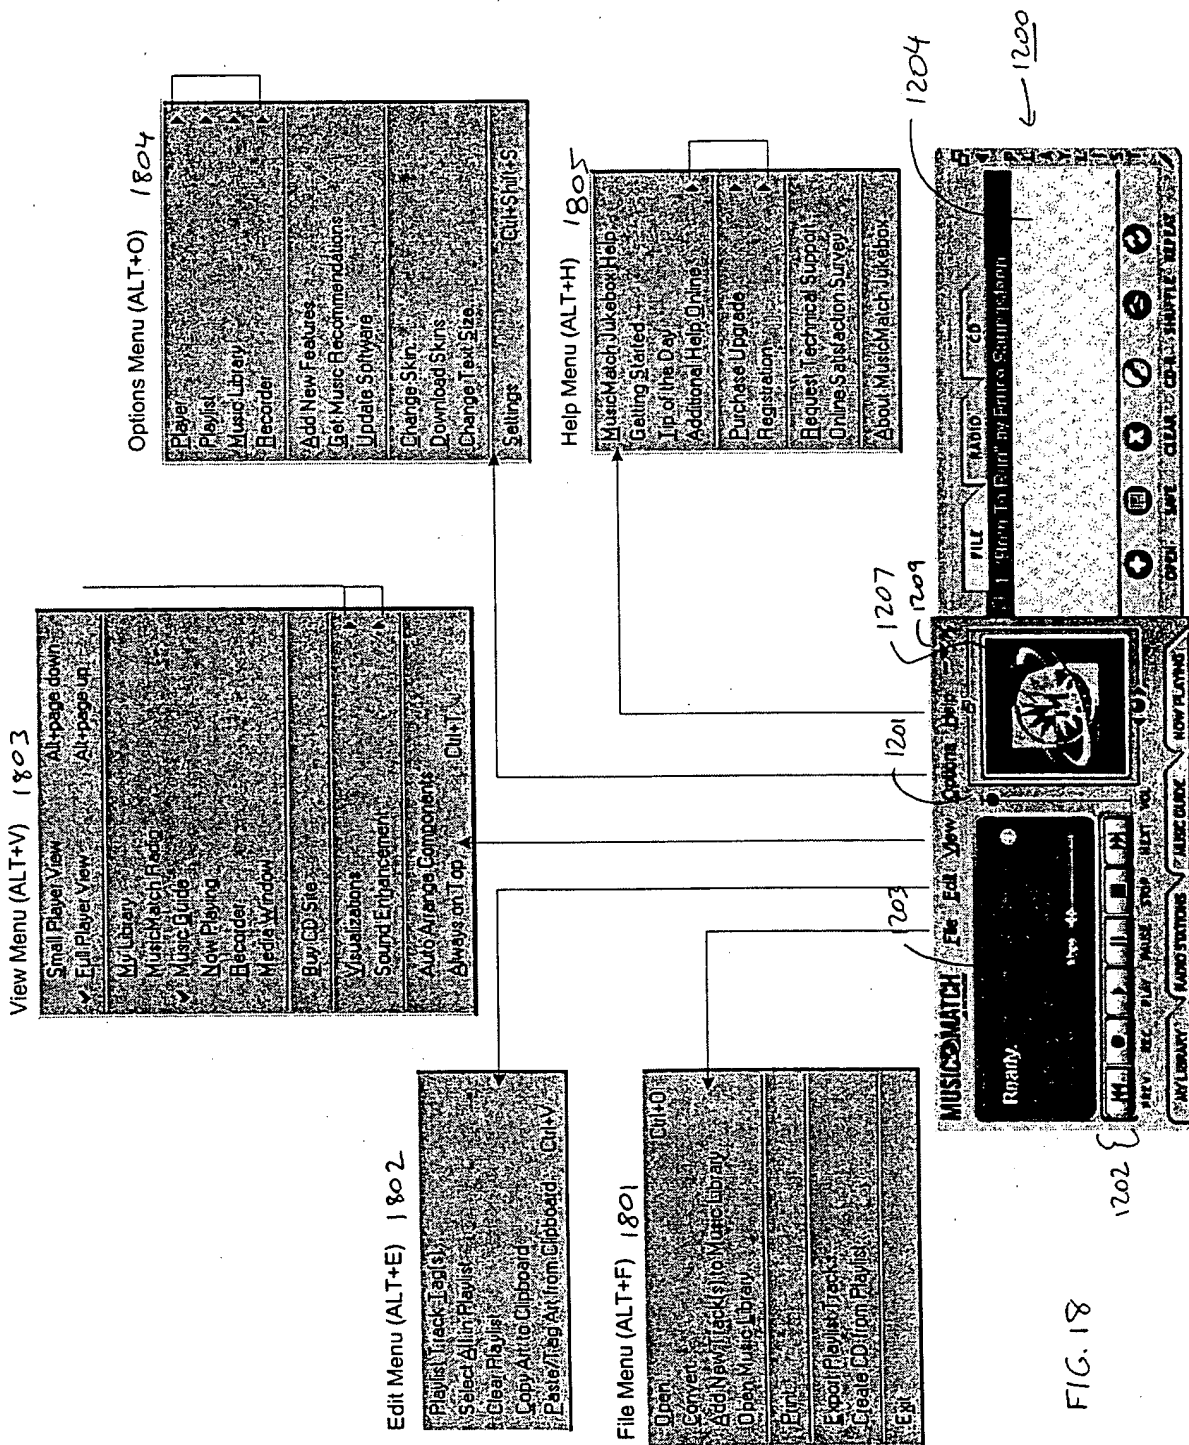 View Menu (ALT+V) 1803
Small Player View Alt+page down
Full Player View Alt+page up
My Library
MusicMatch Radio
Music Guide
Now Playing
Recorder
Media Window
Buy CD Site
Visualizations
Sound Enhancement
Auto Arrange Components
Always on Top Ctrl+T
Options Menu (ALT+O) 1804
Player
Playlist
Music Library
Recorder
Add New Features
Get Music Recommendations
Update Software
Change Skin
Download Skins
Change Text Size
Settings Ctrl+Shift+S
Edit Menu (ALT+E) 1802
Playlist Track Tag(s)
Select All in Playlist
Clear Playlist
Copy Art to Clipboard
Paste/Tag Art from Clipboard Ctrl+V
Help Menu (ALT+H) 1805
MusicMatch Jukebox Help
Getting Started
Tip of the Day
Additional Help Online
Purchase Upgrade
Registration
Request Technical Support
Online Satisfaction Survey
About MusicMatch Jukebox
File Menu (ALT+F) 1801
Open Ctrl+O
Convert
Add New Track(s) to Music Library
Open Music Library
Print
Export Playlist Tracks
Create CD from Playlist
Exit
1203
1201
1207
1209
1204
1200
1202
MUSICMATCH File Edit View Options Help
Ready.
PREV REC PLAY PAUSE STOP NEXT VOL
MY LIBRARY RADIO STATIONS MUSIC GUIDE NOW PLAYING
FILE RADIO CD
PLAYLIST
OPEN SAVE CLEAR CD-R SHUFFLE REPEAT
FIG. 18